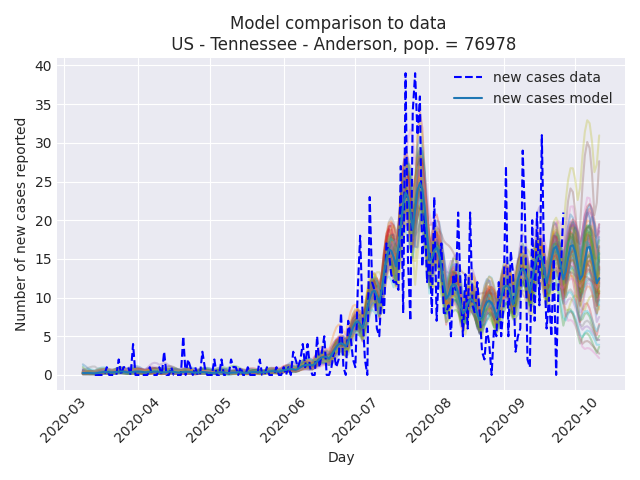 Model comparison to data
US - Tennessee - Anderson, pop. = 76978
new cases data
new cases model
Number of new cases reported
40
35
30
25
20
15
10
5
0
2020-03
2020-04
2020-05
2020-06
2020-07
2020-08
2020-09
2020-10
Day